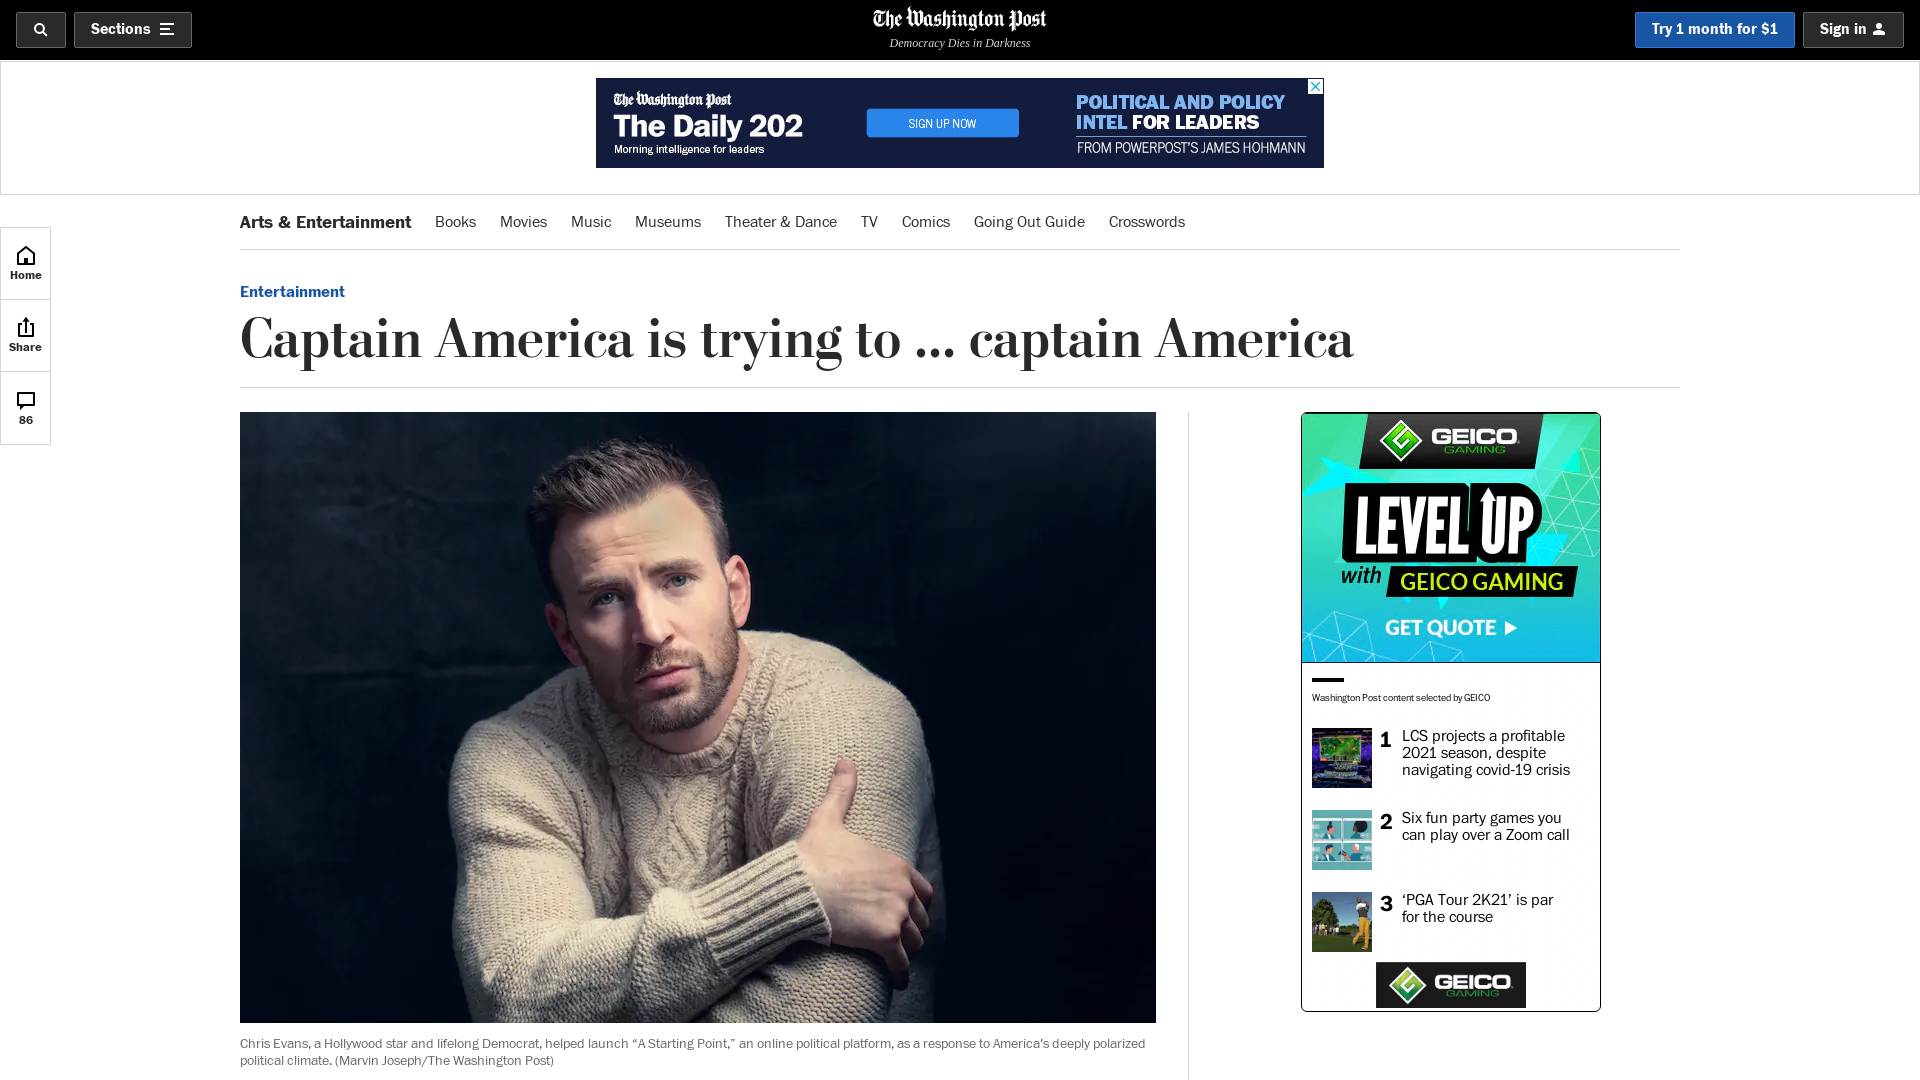 Sections
The Washington Post
Democracy Dies in Darkness
Try 1 month for $1
Sign in
The Washington Post
The Daily 202
Morning intelligence for leaders
SIGN UP NOW
POLITICAL AND POLICY
INTEL FOR LEADERS
FROM POWERPOST'S JAMES HOHMANN
Arts & Entertainment
Books
Movies
Music
Museums
Theater & Dance
TV
Comics
Going Out Guide
Crosswords
Home
Share
86
Entertainment
Captain America is trying to ... captain America
Chris Evans, a Hollywood star and lifelong Democrat, helped launch “A Starting Point,” an online political platform, as a response to America’s deeply polarized
political climate. (Marvin Joseph/The Washington Post)
GEICO
GAMING
LEVEL UP
with GEICO GAMING
GET QUOTE
Washington Post content selected by GEICO
1 LCS projects a profitable
2021 season, despite
navigating covid-19 crisis
2 Six fun party games you
can play over a Zoom call
3 ‘PGA Tour 2K21’ is par
for the course
GEICO
GAMING